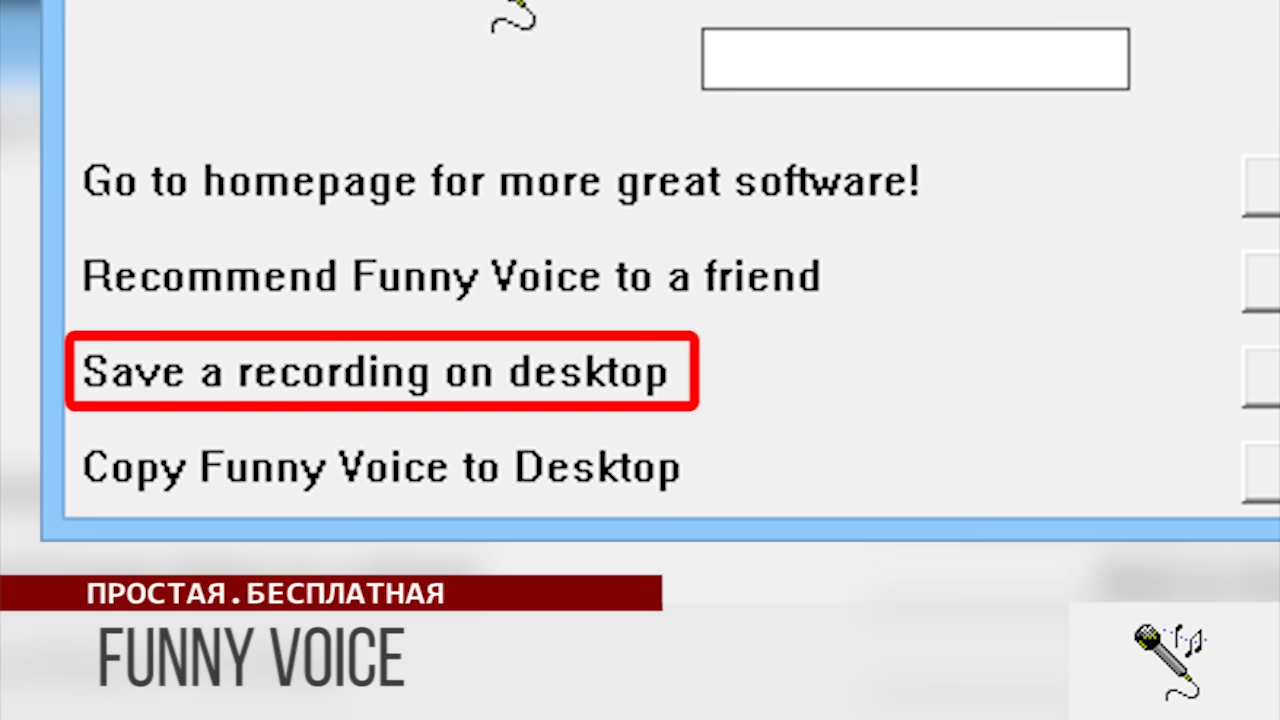 Go to homepage for more great software!
Recommend Funny Voice to a friend
Save a recording on desktop
Copy Funny Voice to Desktop
ПРОСТАЯ.БЕСПЛАТНАЯ
FUNNY VOICE